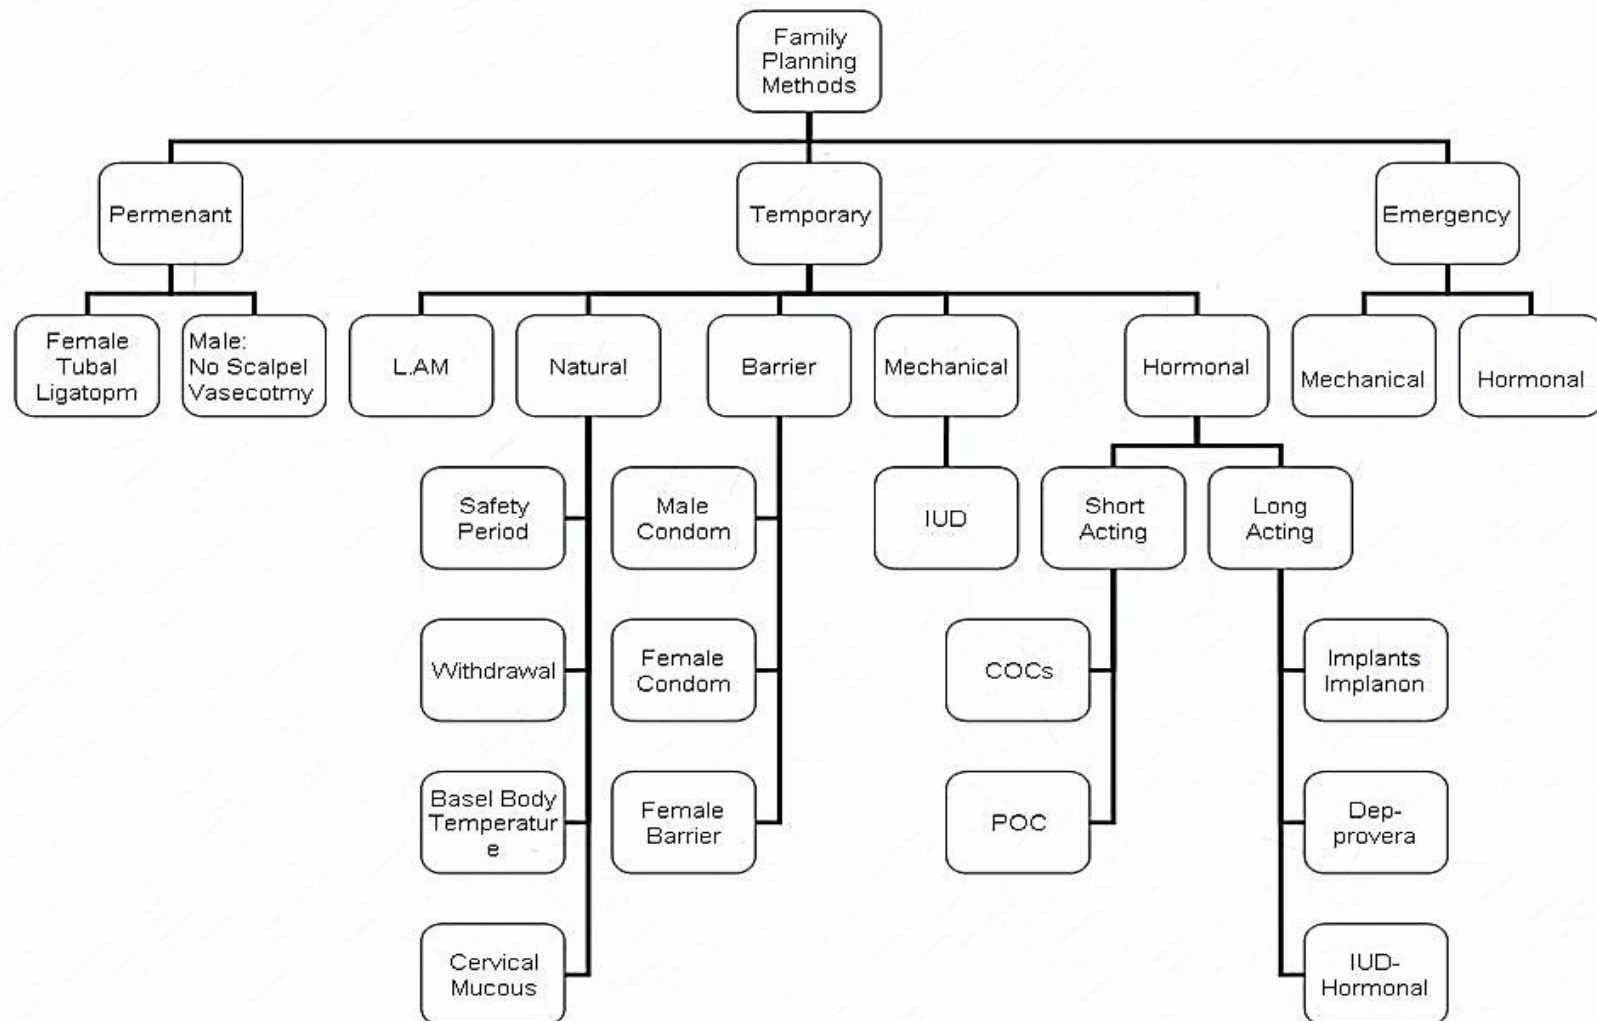 Family
Planning
Methods
Permenant
Temporary
Emergency
Female
Tubal
Ligatopm
Male:
No Scalpel
Vasecotmy
L.AM
Natural
Barrier
Mechanical
Hormonal
Mechanical
Hormonal
Safety
Period
Male
Condom
IUD
Short
Acting
Long
Acting
Withdrawal
Female
Condom
COCs
Implants
Implanon
Basel Body
Temperatur
e
Female
Barrier
POC
Dep-
provera
Cervical
Mucous
IUD-
Hormonal